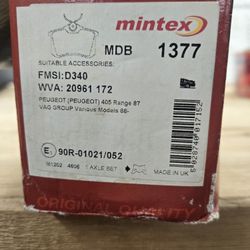 mintex
MDB 1377
SUITABLE ACCESSORIES:
FMSI:D340
WVA: 20961 172
PEUGEOT (PEUGEOT) 405 Range 87
VAG GROUP Various Models 86-
E 90R-01021/052
1 AXLE SET
MADE IN UK
ORIGINAL QUALITY